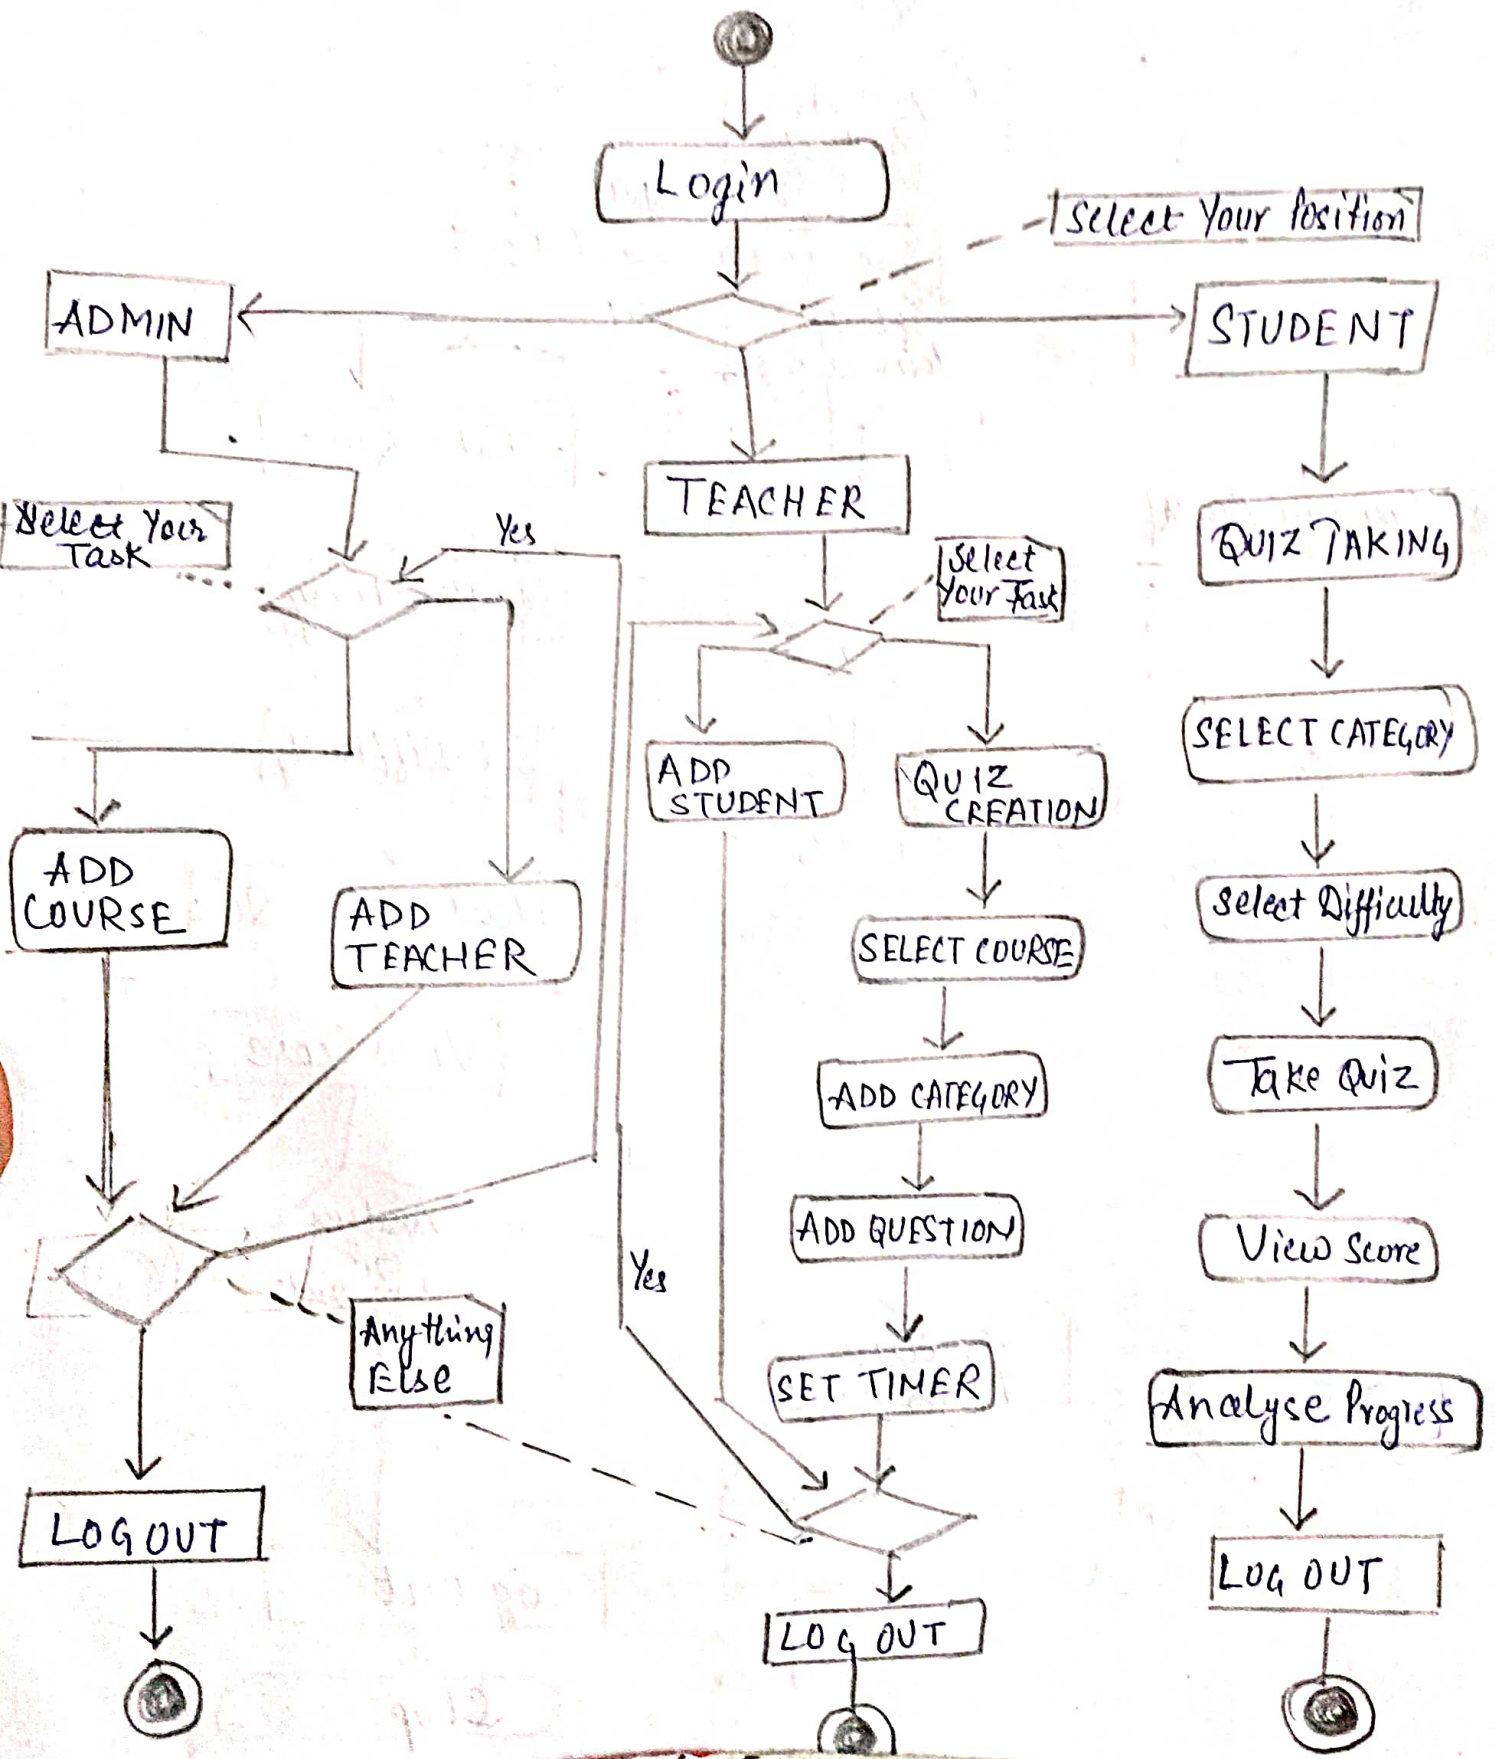 Login
Select Your Position
ADMIN
STUDENT
TEACHER
Select Your
Task
Yes
Select
Your Task
QUIZ TAKING
SELECT CATEGORY
ADD
STUDENT
QUIZ
CREATION
ADD
COURSE
ADD
TEACHER
SELECT COURSE
Select Difficulty
ADD CATEGORY
Take Quiz
ADD QUESTION
View Score
Yes
Anything
Else
SET TIMER
Analyse Progress
LOGOUT
LOG OUT
LOG OUT